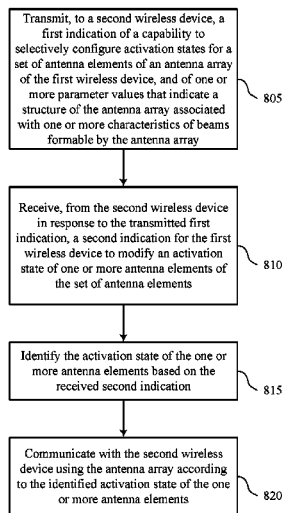 Transmit, to a second wireless device,
a first indication of a capability to
selectively configure activation states for a
set of antenna elements of an antenna array
of the first wireless device, and of one or
more parameter values that indicate a
structure of the antenna array associated
with one or more characteristics of beams
formable by the antenna array
805
Receive, from the second wireless device
in response to the transmitted first
indication, a second indication for the first
wireless device to modify an activation
state of one or more antenna elements of
the set of antenna elements
810
Identify the activation state of the one or
more antenna elements based on the
received second indication
815
Communicate with the second wireless
device using the antenna array according
to the identified activation state of the one
or more antenna elements
820